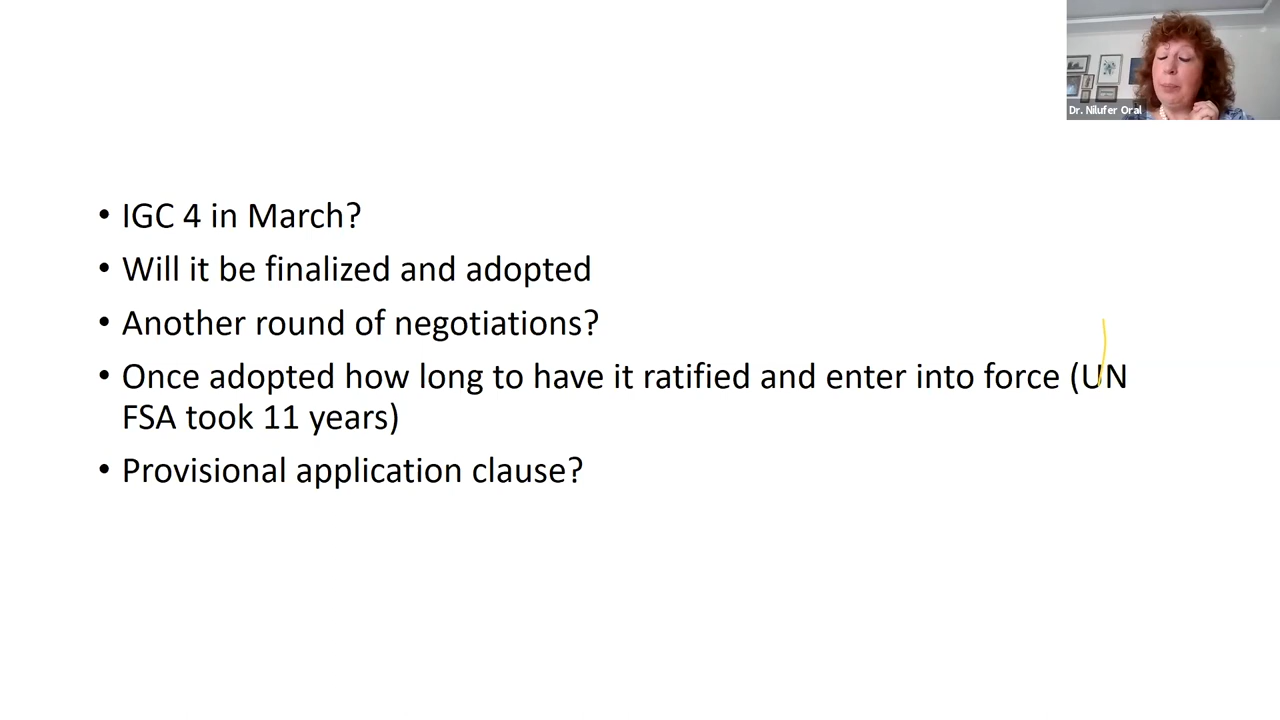 Dr. Nilufer Oral
• IGC 4 in March?
• Will it be finalized and adopted
• Another round of negotiations?
• Once adopted how long to have it ratified and enter into force (UN
FSA took 11 years)
• Provisional application clause?